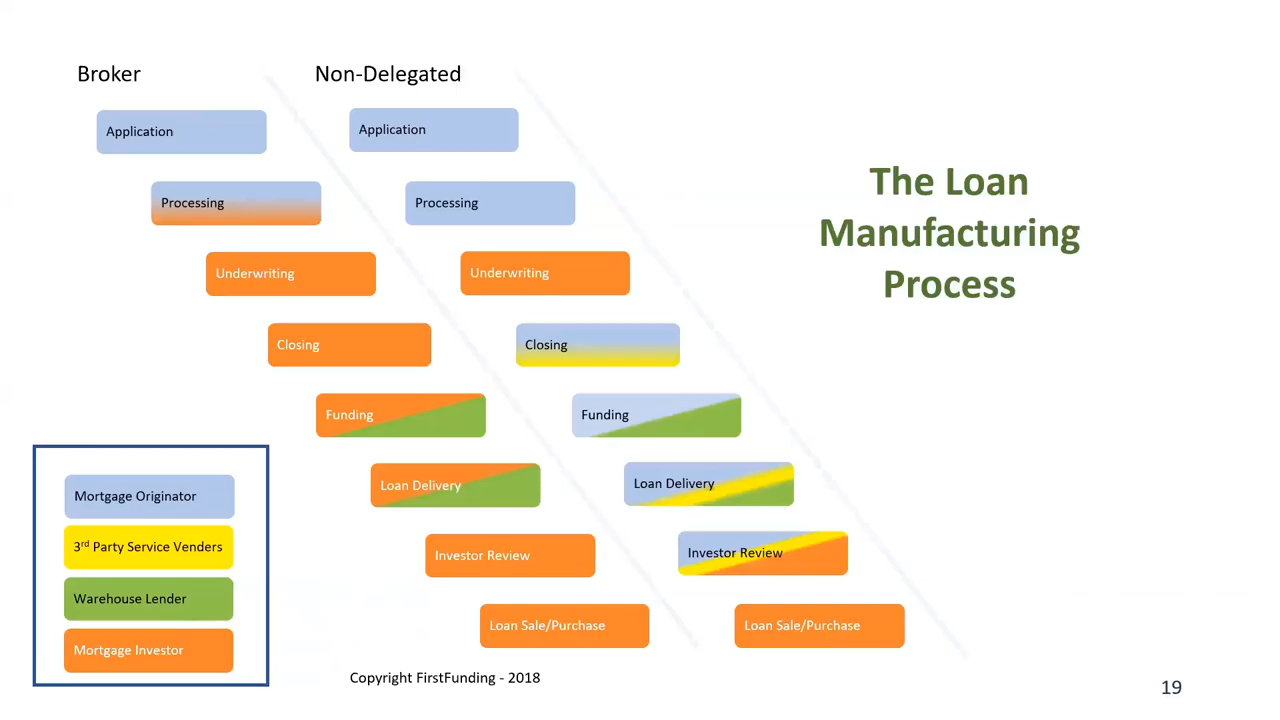 Broker
Non-Delegated
Application
Application
The Loan
Manufacturing
Process
Processing
Processing
Underwriting
Underwriting
Closing
Closing
Funding
Funding
Loan Delivery
Loan Delivery
Investor Review
Investor Review
Loan Sale/Purchase
Loan Sale/Purchase
Mortgage Originator
3rd Party Service Venders
Warehouse Lender
Mortgage Investor
Copyright FirstFunding - 2018
19